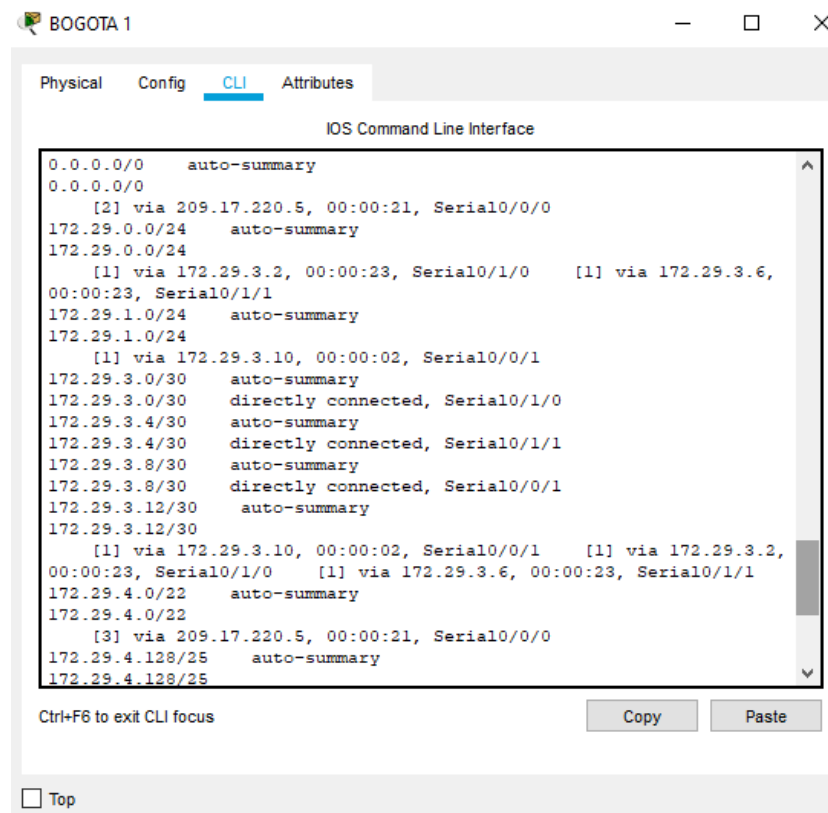 BOGOTA 1
Physical Config CLI Attributes
IOS Command Line Interface
0.0.0.0/0    auto-summary
0.0.0.0/0
    [2] via 209.17.220.5, 00:00:21, Serial0/0/0
172.29.0.0/24    auto-summary
172.29.0.0/24
    [1] via 172.29.3.2, 00:00:23, Serial0/1/0    [1] via 172.29.3.6,
00:00:23, Serial0/1/1
172.29.1.0/24    auto-summary
172.29.1.0/24
    [1] via 172.29.3.10, 00:00:02, Serial0/0/1
172.29.3.0/30    auto-summary
172.29.3.0/30    directly connected, Serial0/1/0
172.29.3.4/30    auto-summary
172.29.3.4/30    directly connected, Serial0/1/1
172.29.3.8/30    auto-summary
172.29.3.8/30    directly connected, Serial0/0/1
172.29.3.12/30    auto-summary
172.29.3.12/30
    [1] via 172.29.3.10, 00:00:02, Serial0/0/1    [1] via 172.29.3.2,
00:00:23, Serial0/1/0    [1] via 172.29.3.6, 00:00:23, Serial0/1/1
172.29.4.0/22    auto-summary
172.29.4.0/22
    [3] via 209.17.220.5, 00:00:21, Serial0/0/0
172.29.4.128/25    auto-summary
172.29.4.128/25
Ctrl+F6 to exit CLI focus
Copy Paste
Top